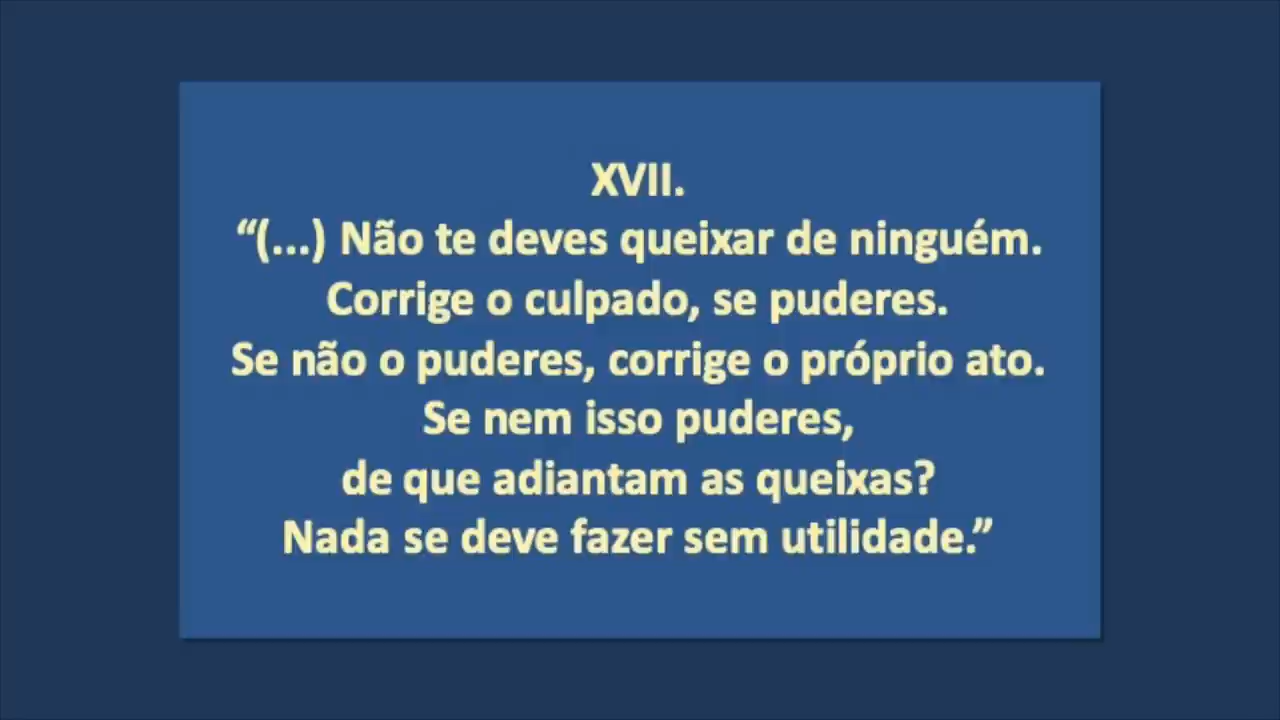 XVII.
“(...) Não te deves queixar de ninguém.
Corrige o culpado, se puderes.
Se não o puderes, corrige o próprio ato.
Se nem isso puderes,
de que adiantam as queixas?
Nada se deve fazer sem utilidade.”